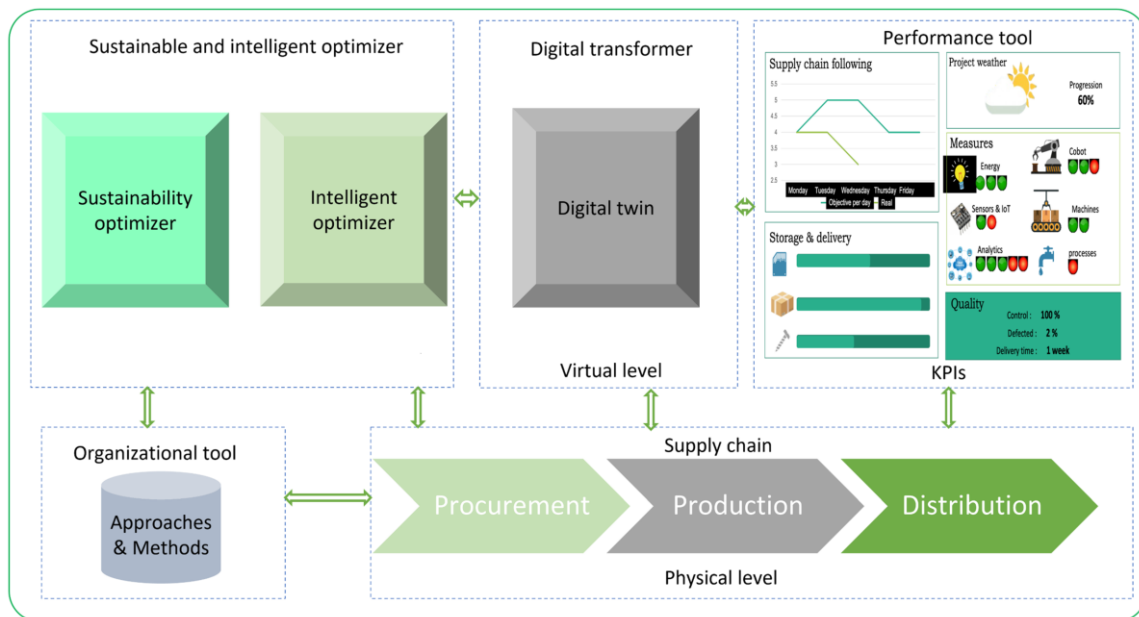 Sustainable and intelligent optimizer
Sustainability
optimizer
Intelligent
optimizer
Digital transformer
Digital twin
Virtual level
Performance tool
Supply chain following
5.5
5
4.5
4
3.5
3
2.5
Monday Tuesday Wednesday Thursday Friday
Objective per day Real
Project weather
Progression
60%
Measures
Energy
Cobot
Sensors & IoT
Machines
Analytics
processes
Storage & delivery
Quality
Control : 100 %
Defected : 2 %
Delivery time : 1 week
KPIs
Organizational tool
Approaches
& Methods
Supply chain
Procurement
Production
Distribution
Physical level